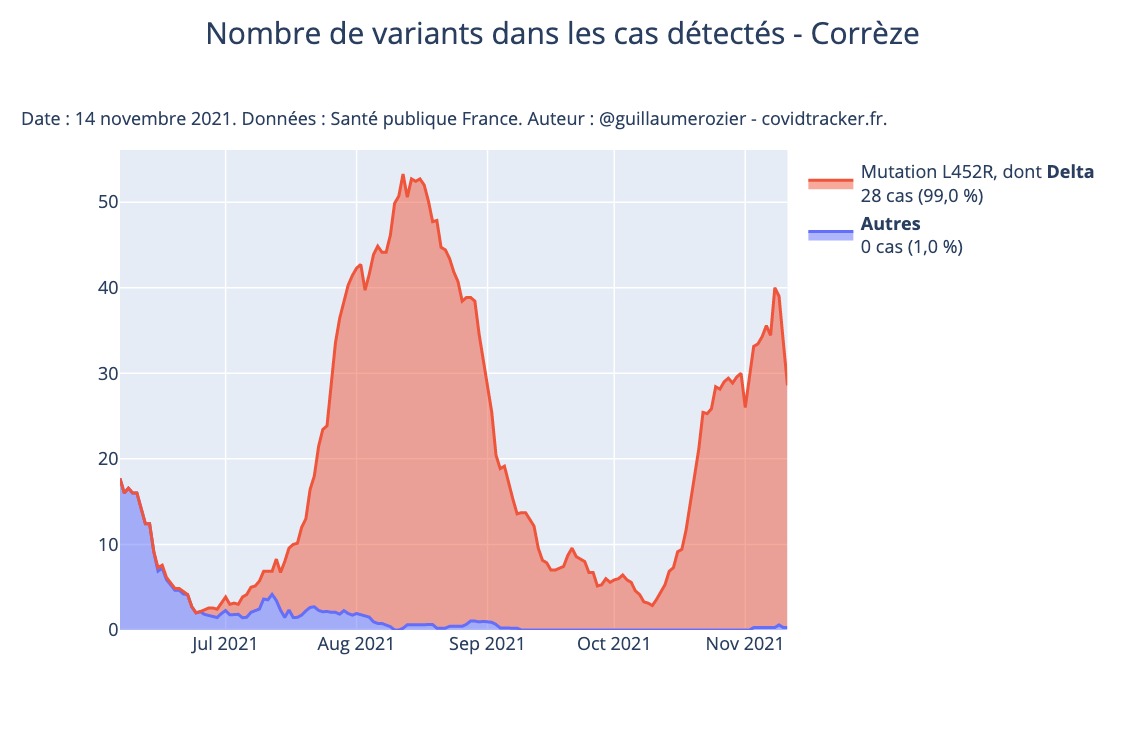 Nombre de variants dans les cas détectés - Corrèze
Date : 14 novembre 2021. Données : Santé publique France. Auteur : @guillaumerozier - covidtracker.fr.
Mutation L452R, dont Delta
28 cas (99,0 %)
Autres
0 cas (1,0 %)
50
40
30
20
10
0
Jul 2021
Aug 2021
Sep 2021
Oct 2021
Nov 2021